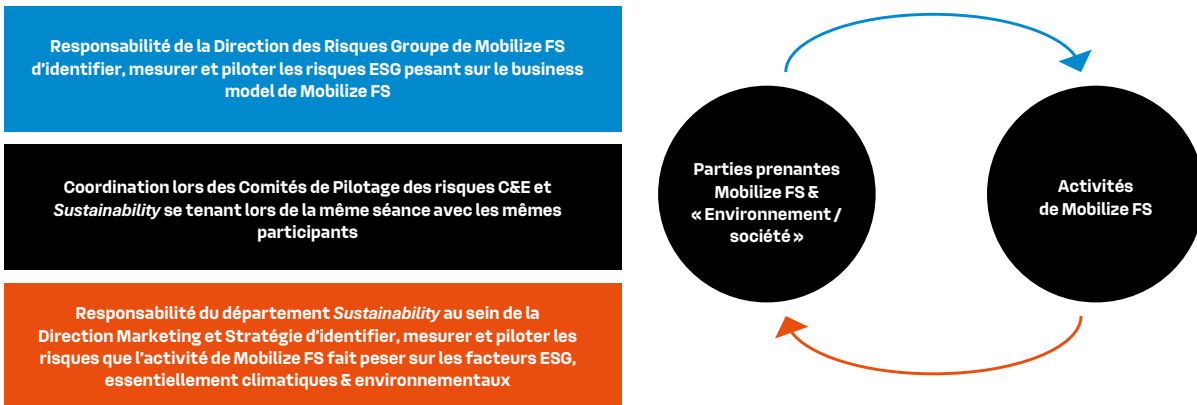 Responsabilité de la Direction des Risques Groupe de Mobilize FS
d'identifier, mesurer et piloter les risques ESG pesant sur le business
model de Mobilize FS
Coordination lors des Comités de Pilotage des risques C&E et
Sustainability se tenant lors de la même séance avec les mêmes
participants
Responsabilité du département Sustainability au sein de la
Direction Marketing et Stratégie d'identifier, mesurer et piloter les
risques que l'activité de Mobilize FS fait peser sur les facteurs ESG,
essentiellement climatiques & environnementaux
Parties prenantes
Mobilize FS &
« Environnement /
société »
Activités
de Mobilize FS